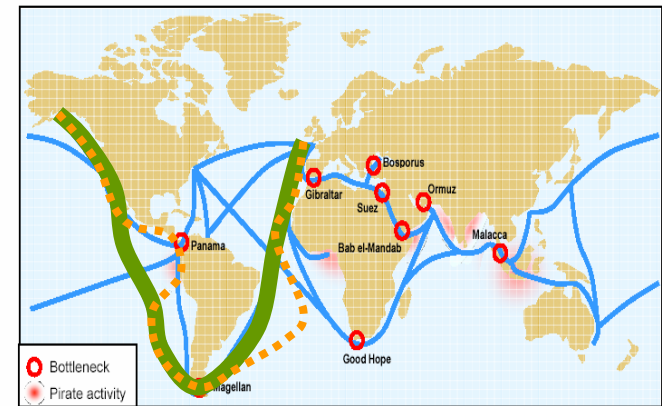 Bosporus
Gibraltar
Ormuz
Suez
Malacca
Panama
Bab el-Mandab
Good Hope
Bottleneck
Magellan
Pirate activity